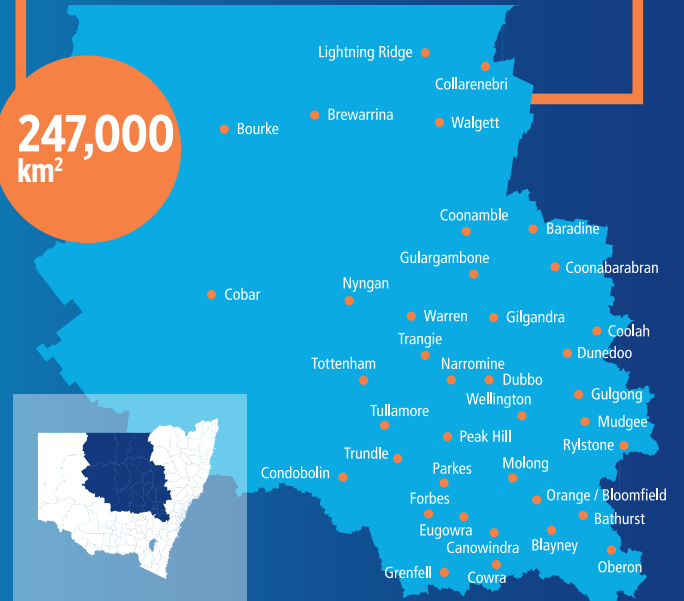 Lightning Ridge
Collarenebri
247,000
km²
Bourke
Brewarrina
Walgett
Coonamble
Baradine
Gulargambone
Coonabarabran
Nyngan
Cobar
Warren
Gilgandra
Coolah
Trangie
Dunedoo
Tottenham
Narromine
Dubbo
Wellington
Gulgong
Tullamore
Mudgee
Peak Hill
Rylstone
Trundle
Condobolin
Parkes
Molong
Forbes
Orange / Bloomfield
Bathurst
Eugowra
Canowindra
Blayney
Oberon
Grenfell
Cowra